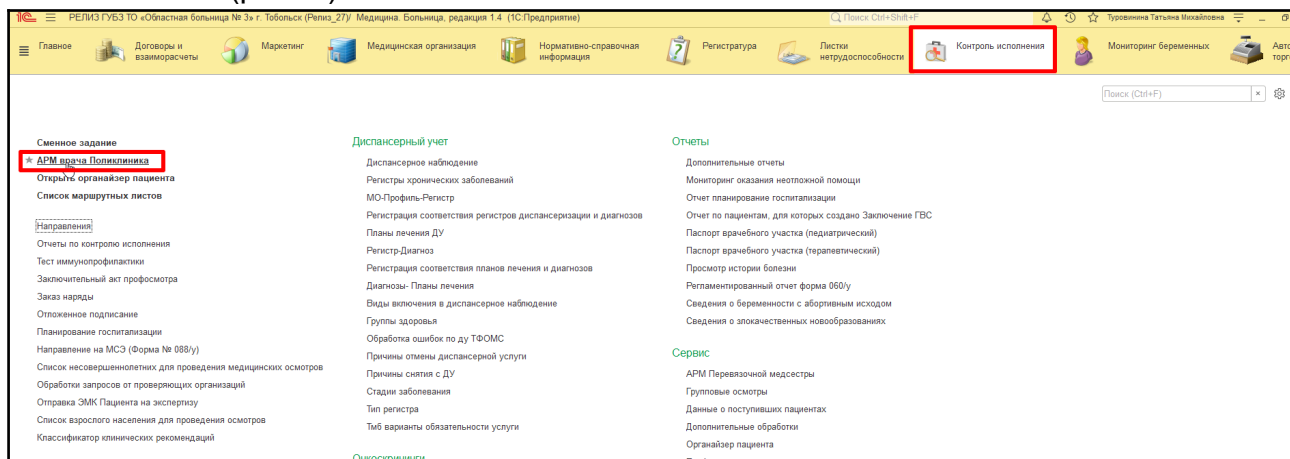 РЕЛИЗ ГУБЗ ТО «Областная больница № 3» г. Тобольск (Релиз_27)/ Медицина. Больница, редакция 1.4 (1С:Предприятие)
Поиск Ctrl+Shift+F
Туровинина Татьяна Михайловна
Главное
Договоры и взаиморасчеты
Маркетинг
Медицинская организация
Нормативно-справочная информация
Регистратура
Листки нетрудоспособности
Контроль исполнения
Мониторинг беременных
Поиск (Ctrl+F)
Сменное задание
АРМ врача Поликлиника
Открыть органайзер пациента
Список маршрутных листов
Направления
Отчеты по контролю исполнения
Тест иммунопрофилактики
Заключительный акт профосмотра
Заказ наряды
Отложенное подписание
Планирование госпитализации
Направление на МСЭ (Форма № 088/у)
Список несовершеннолетних для проведения медицинских осмотров
Обработки запросов от проверяющих организаций
Отправка ЭМК Пациента на экспертизу
Список взрослого населения для проведения осмотров
Классификатор клинических рекомендаций
Диспансерный учет
Диспансерное наблюдение
Регистры хронических заболеваний
МО-Профиль-Регистр
Регистрация соответствия регистров диспансеризации и диагнозов
Планы лечения ДУ
Регистр-Диагноз
Регистрация соответствия планов лечения и диагнозов
Диагнозы- Планы лечения
Виды включения в диспансерное наблюдение
Группы здоровья
Обработка ошибок по ду ТФОМС
Причины отмены диспансерной услуги
Причины снятия с ДУ
Стадии заболевания
Тип регистра
Тмб варианты обязательности услуги
Отчеты
Дополнительные отчеты
Мониторинг оказания неотложной помощи
Отчет планирование госпитализации
Отчет по пациентам, для которых создано Заключение ГВС
Паспорт врачебного участка (педиатрический)
Паспорт врачебного участка (терапевтический)
Просмотр истории болезни
Регламентированный отчет форма 060/у
Сведения о беременности с абортивным исходом
Сведения о злокачественных новообразованиях
Сервис
АРМ Перевязочной медсестры
Групповые осмотры
Данные о поступивших пациентах
Дополнительные обработки
Органайзер пациента